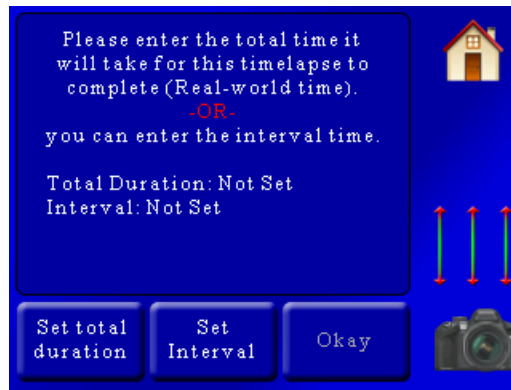 Please enter the total time it
will take for this timelapse to
complete (Real-world time).
-OR-
you can enter the interval time.
Total Duration: Not Set
Interval: Not Set
Set total
duration
Set
Interval
Okay